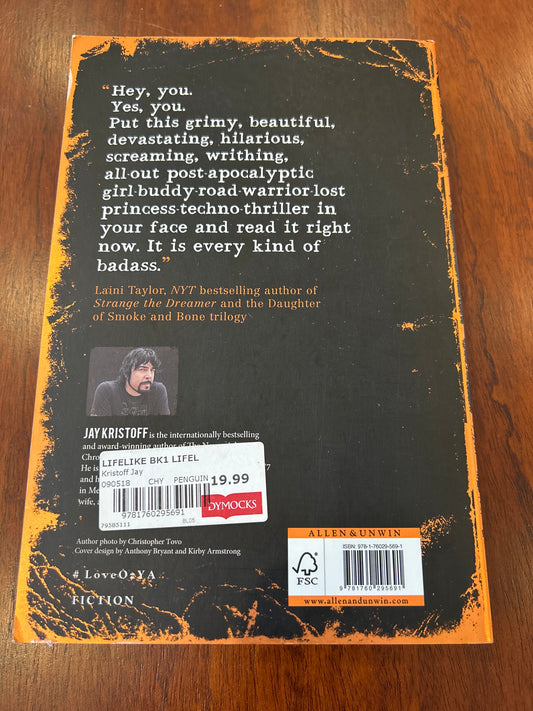 “Hey, you.
Yes, you.
Put this grimy, beautiful,
devastating, hilarious,
screaming, writhing,
all-out post-apocalyptic
girl-buddy-road-warrior-lost
princess-techno-thriller in
your face and read it right
now. It is every kind of
badass.”
Laini Taylor, NYT bestselling author of
Strange the Dreamer and the Daughter
of Smoke and Bone trilogy
JAY KRISTOFF is the internationally bestselling
and award-winning author of The
Chro
He is
and h
in Me
wife,
LIFELIKE BK1 LIFEL
Kristoff Jay
090518 CHY PENGUIN 19.99
9781760295691
DYMOCKS
79585111
Author photo by Christopher Tovo
Cover design by Anthony Bryant and Kirby Armstrong
# LoveOzYA
FICTION
ALLEN & UNWIN
FSC
ISBN: 978-1-76029-569-1
9 781760 295691
www.allenandunwin.com